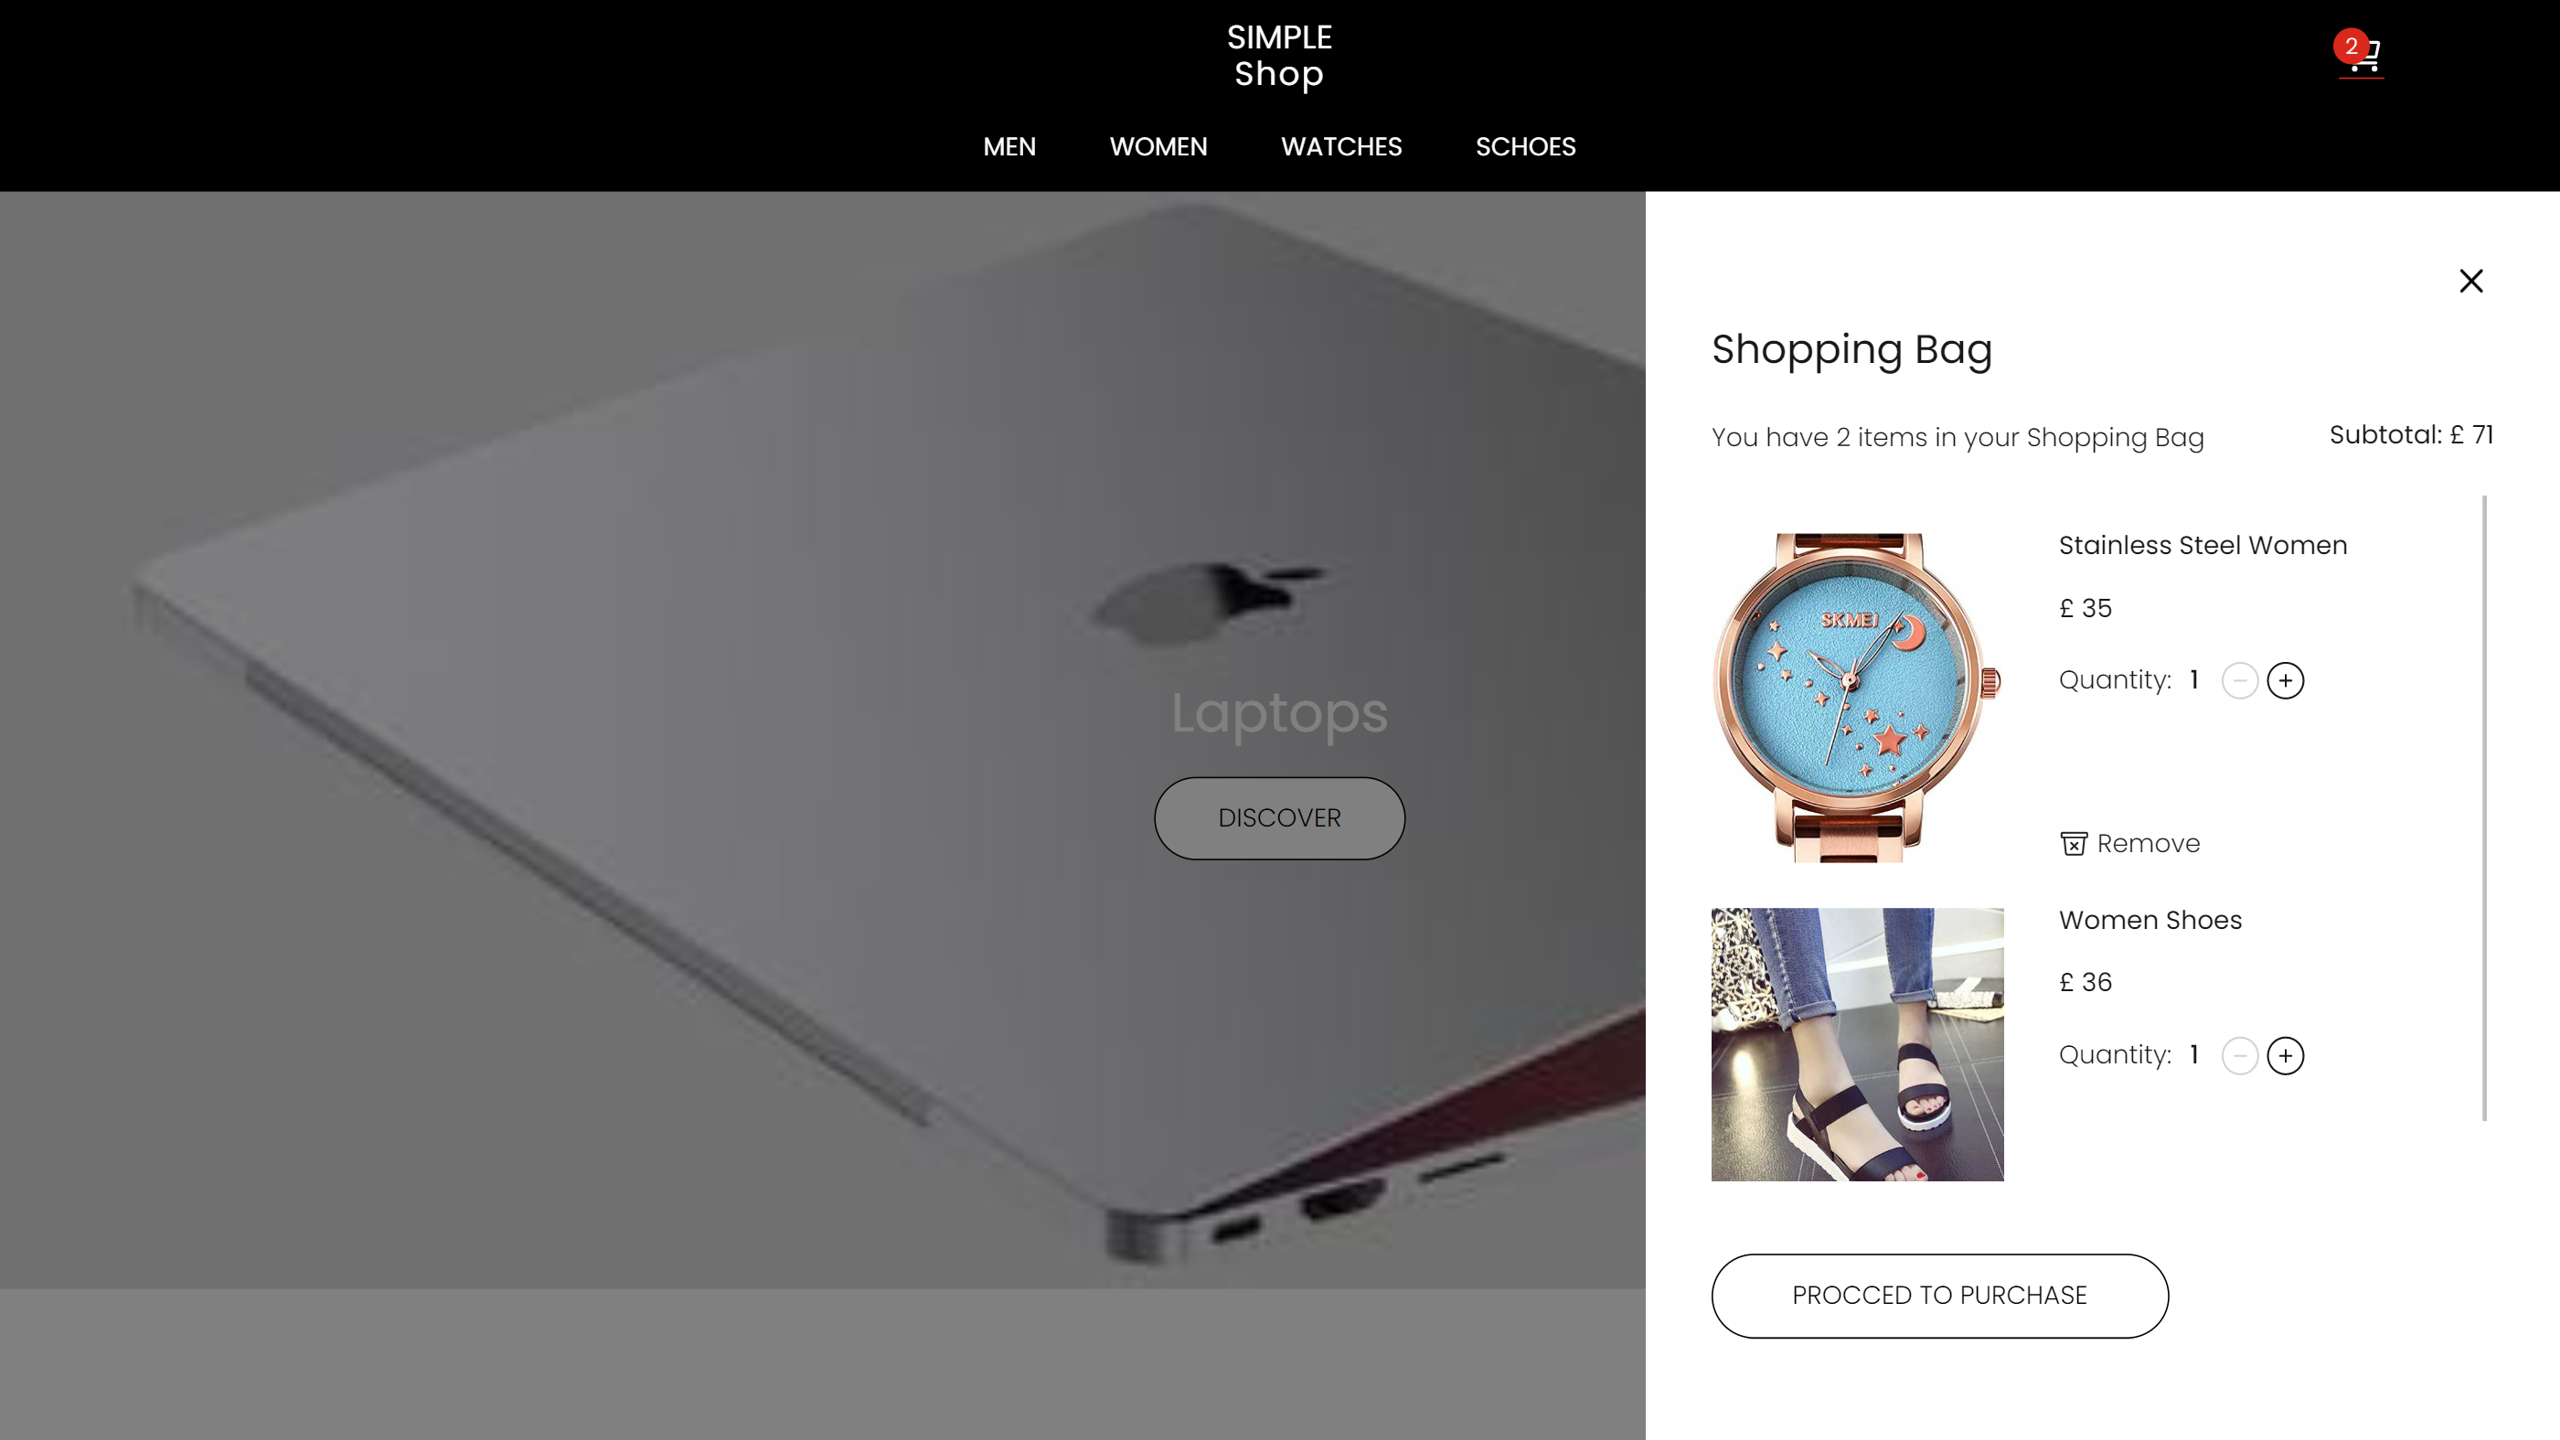 SIMPLE
Shop
2
MEN WOMEN WATCHES SCHOES
Shopping Bag
You have 2 items in your Shopping Bag Subtotal: £ 71
Stainless Steel Women
£ 35
SKMEI
Quantity: 1
Remove
Laptops
DISCOVER
Women Shoes
£ 36
Quantity: 1
PROCCED TO PURCHASE